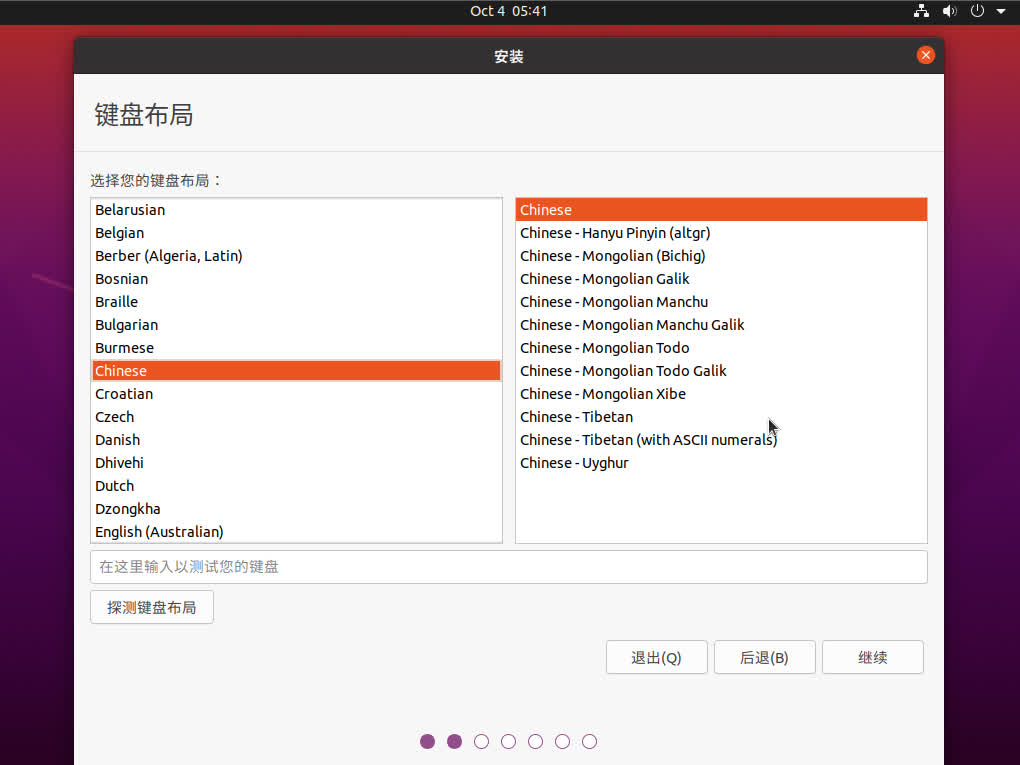 Oct 4 05:41
安装
键盘布局
选择您的键盘布局：
Belarusian
Belgian
Berber (Algeria, Latin)
Bosnian
Braille
Bulgarian
Burmese
Chinese
Croatian
Czech
Danish
Dhivehi
Dutch
Dzongkha
English (Australian)
Chinese
Chinese - Hanyu Pinyin (altgr)
Chinese - Mongolian (Bichig)
Chinese - Mongolian Galik
Chinese - Mongolian Manchu
Chinese - Mongolian Manchu Galik
Chinese - Mongolian Todo
Chinese - Mongolian Todo Galik
Chinese - Mongolian Xibe
Chinese - Tibetan
Chinese - Tibetan (with ASCII numerals)
Chinese - Uyghur
在这里输入以测试您的键盘
探测键盘布局
退出(Q) 后退(B) 继续